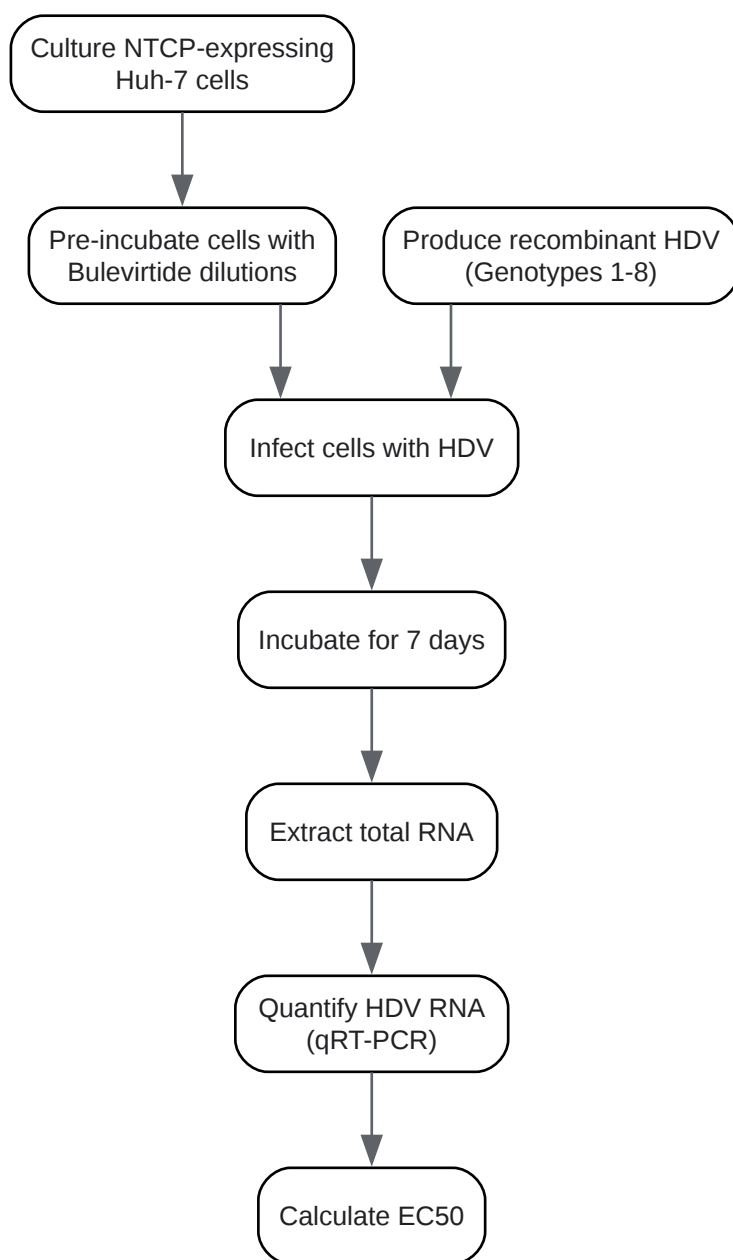 Culture NTCP-expressing
Huh-7 cells
Pre-incubate cells with
Bulevirtide dilutions
Produce recombinant HDV
(Genotypes 1-8)
Infect cells with HDV
Incubate for 7 days
Extract total RNA
Quantify HDV RNA
(qRT-PCR)
Calculate EC50